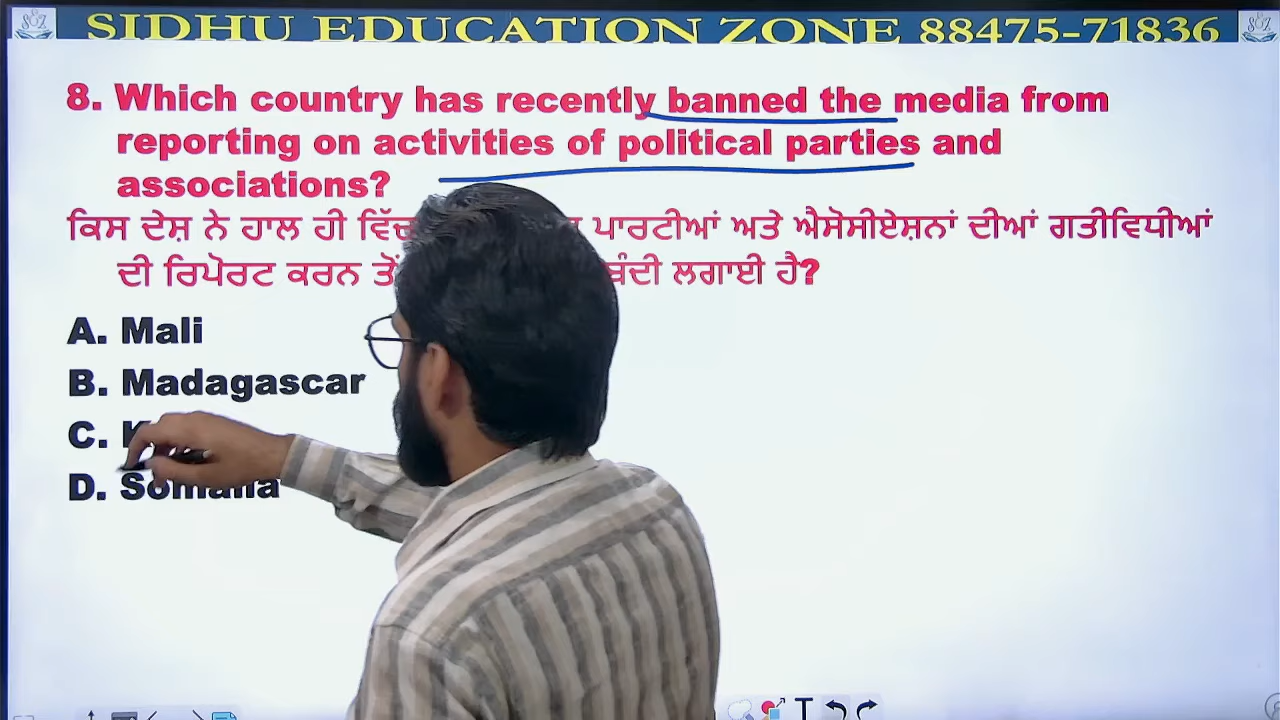 SIDHU EDUCATION ZONE 88475-71836
8. Which country has recently banned the media from
reporting on activities of political parties and
associations?
ਕਿਸ ਦੇਸ਼ ਨੇ ਹਾਲ ਹੀ ਪਾਰਟੀਆਂ ਅਤੇ ਐਸੋਸੀਏਸ਼ਨਾਂ ਦੀਆਂ ਗਤੀਵਿਧੀਆਂ
ਦੀ ਰਿਪੋਰਟ ਕਰਨ ਤੋਂ ਲਗਾਈ ਹੈ?
A. Mali
B. Madagascar
C.
D. Somalia